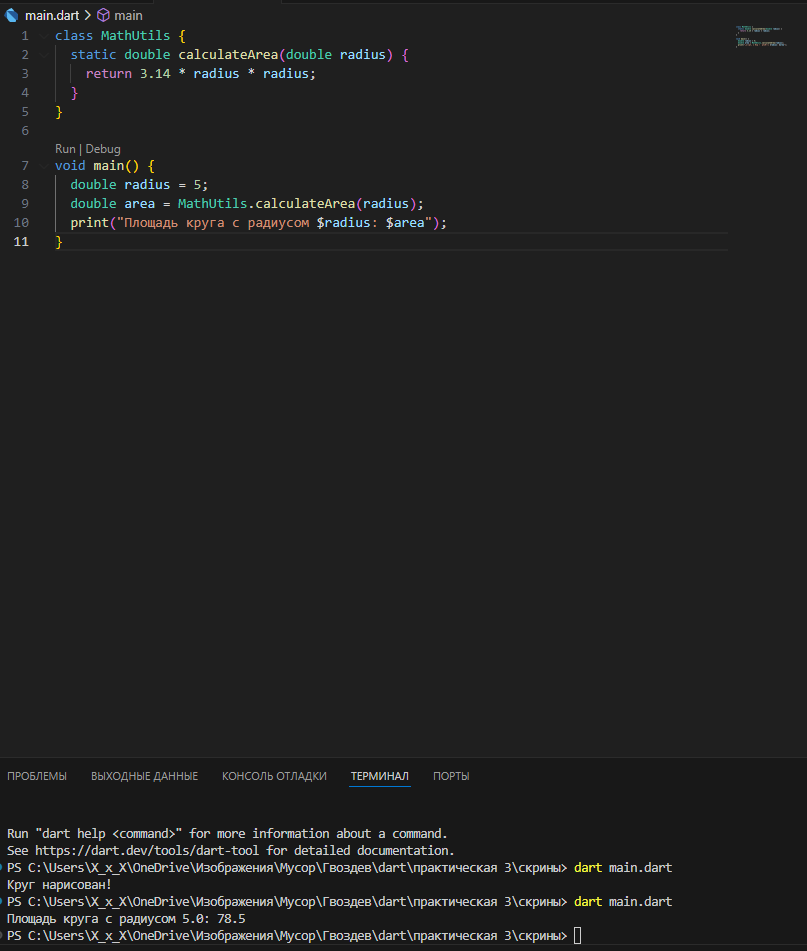 main.dart > main
1 class MathUtils {
2 static double calculateArea(double radius) {
3 return 3.14 * radius * radius;
4 }
5 }
6
Run | Debug
7 void main() {
8 double radius = 5;
9 double area = MathUtils.calculateArea(radius);
10 print("Площадь круга с радиусом $radius: $area");
11 }
ПРОБЛЕМЫ ВЫХОДНЫЕ ДАННЫЕ КОНСОЛЬ ОТЛАДКИ ТЕРМИНАЛ ПОРТЫ
Run "dart help <command>" for more information about a command.
See https://dart.dev/tools/dart-tool for detailed documentation.
PS C:\Users\X_x_X\OneDrive\Изображения\Мусор\Гвоздев\dart\практическая 3\скрины> dart main.dart
Круг нарисован!
PS C:\Users\X_x_X\OneDrive\Изображения\Мусор\Гвоздев\dart\практическая 3\скрины> dart main.dart
Площадь круга с радиусом 5.0: 78.5
PS C:\Users\X_x_X\OneDrive\Изображения\Мусор\Гвоздев\dart\практическая 3\скрины>